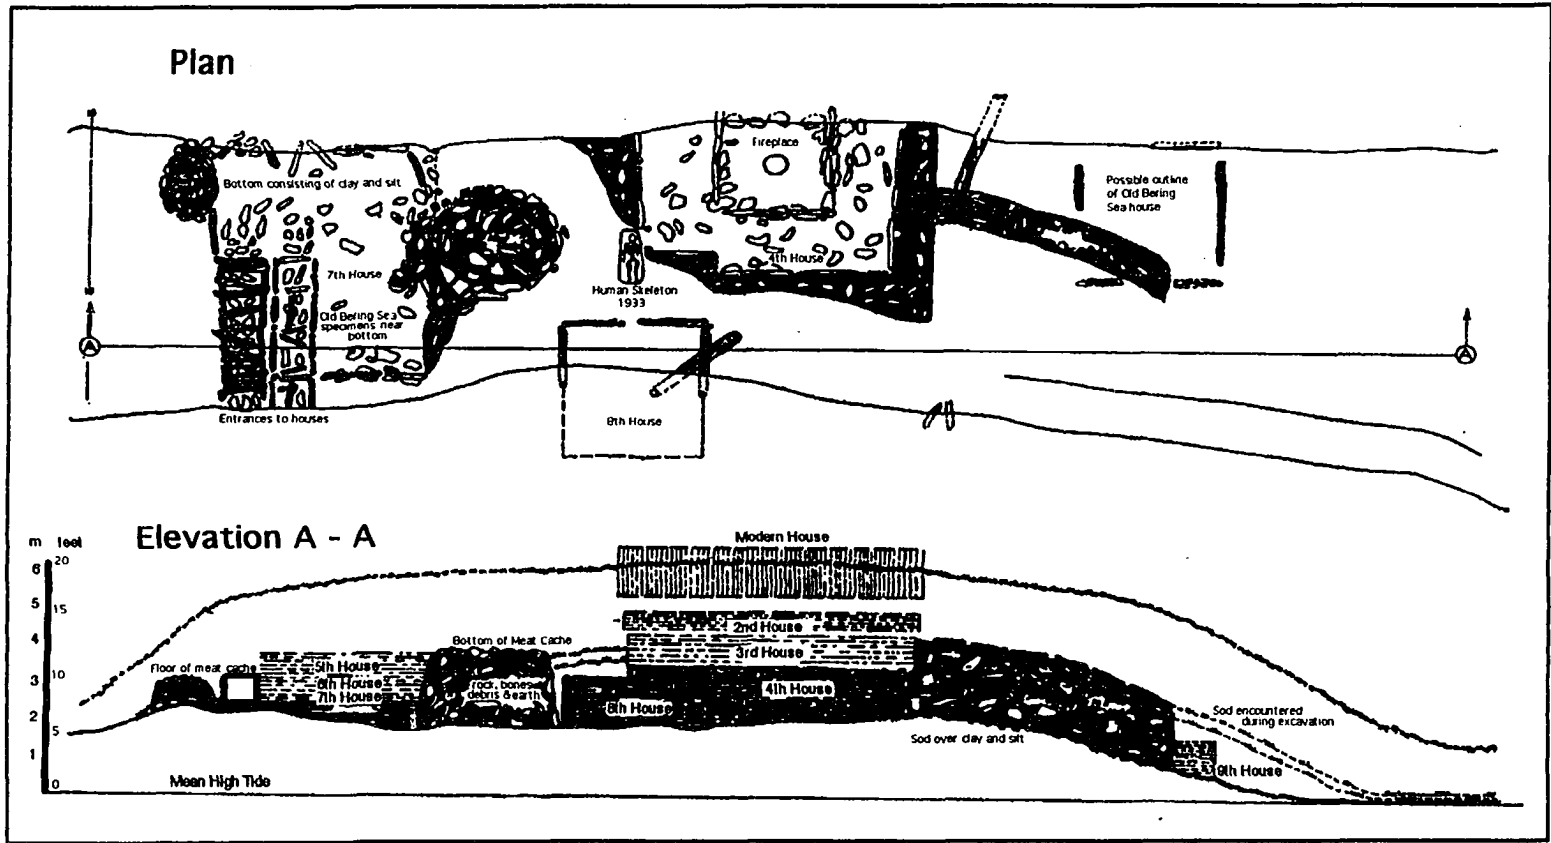 Plan
Bottom consisting of clay and silt
Fireplace
Possible outline
of Old Bering
Sea house
7th House
4th House
Human Skeleton
1933
Old Bering Sea
specimens near
bottom
A
A
Entrances to houses
8th House
Elevation A - A
m feet
6 20
5 15
4
3 10
2 5
1
0
Modern House
2nd House
3rd House
4th House
Bottom of Meat Cache
Floor of meat cache
5th House
6th House
7th House
rock, bones
debris & earth
8th House
Sod over clay and silt
Sod encountered
during excavation
9th House
Mean High Tide